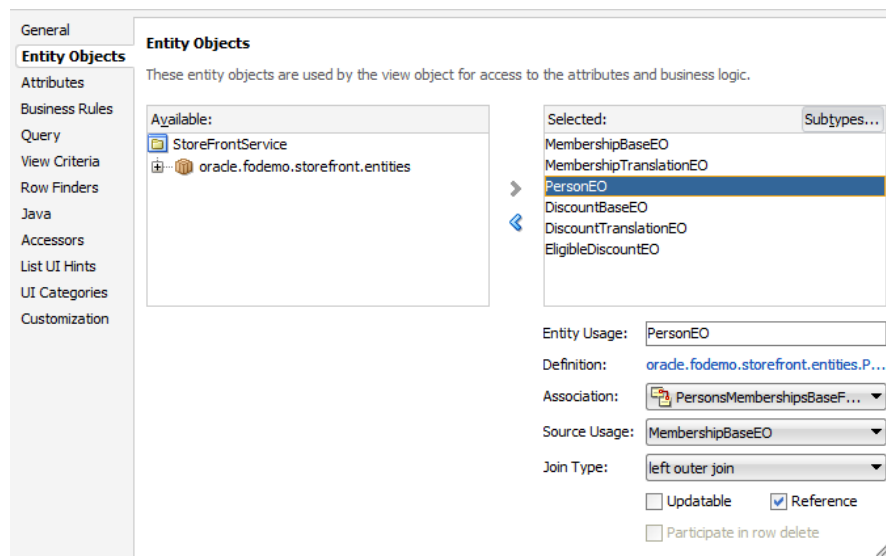 General
Entity Objects
Attributes
Business Rules
Query
View Criteria
Row Finders
Java
Accessors
List UI Hints
UI Categories
Customization
Entity Objects
These entity objects are used by the view object for access to the attributes and business logic.
Available:
StoreFrontService
oracle.fodemo.storefront.entities
Selected:
Subtypes...
MembershipBaseEO
MembershipTranslationEO
PersonEO
DiscountBaseEO
DiscountTranslationEO
EligibleDiscountEO
Entity Usage: PersonEO
Definition: oracle.fodemo.storefront.entities.P...
Association: PersonsMembershipsBaseF...
Source Usage: MembershipBaseEO
Join Type: left outer join
Updatable Reference
Participate in row delete